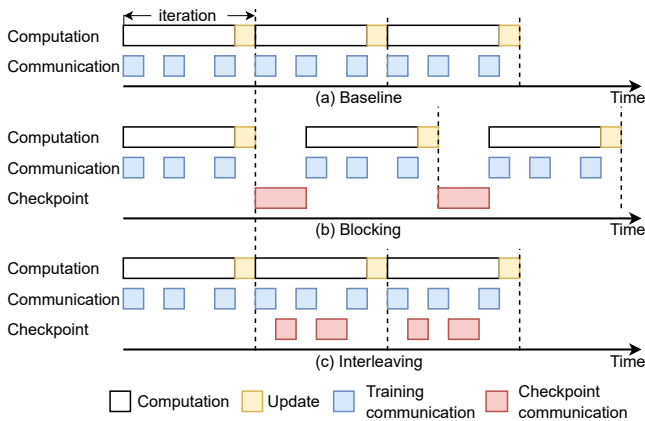 iteration
Computation
Communication
(a) Baseline
Time
Computation
Communication
Checkpoint
(b) Blocking
Time
Computation
Communication
Checkpoint
(c) Interleaving
Time
Computation
Update
Training
communication
Checkpoint
communication